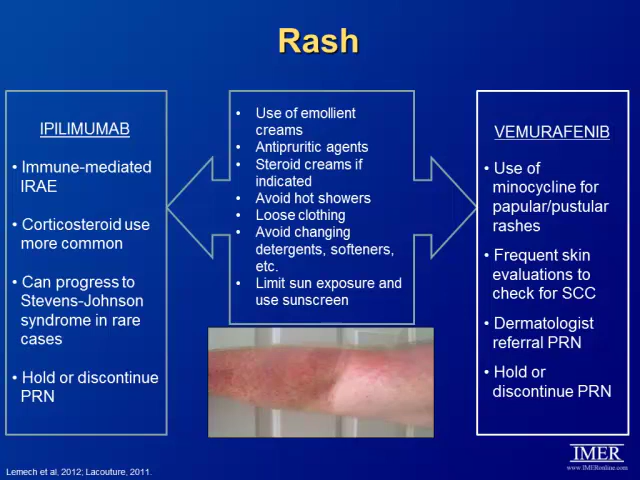 Rash
IPILIMUMAB
• Immune-mediated
IRAE
• Corticosteroid use
more common
• Can progress to
Stevens-Johnson
syndrome in rare
cases
• Hold or discontinue
PRN
• Use of emollient
creams
• Antipruritic agents
• Steroid creams if
indicated
• Avoid hot showers
• Loose clothing
• Avoid changing
detergents, softeners,
etc.
• Limit sun exposure and
use sunscreen
VEMURAFENIB
• Use of
minocycline for
papular/pustular
rashes
• Frequent skin
evaluations to
check for SCC
• Dermatologist
referral PRN
• Hold or
discontinue PRN
Lemech et al, 2012; Lacouture, 2011.
IMER
www.IMERonline.com